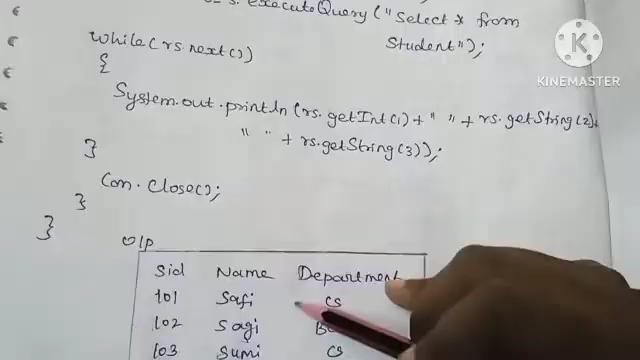 s.executeQuery("select * from
student");
while(rs.next())
{
System.out.println(rs.getInt(1)+" "+rs.getString(2)+
" "+rs.getString(3));
}
con.close();
}
}
O/P
Sid Name Department
101 Safi CS
102 Sagi
103 Sumi CS
KINEMASTER